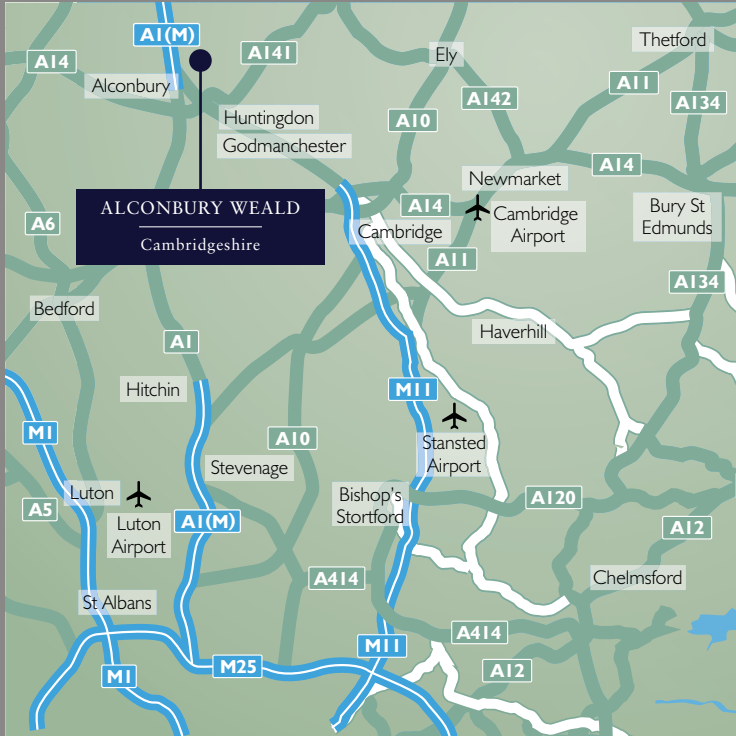 A1(M)
A141
Ely
Thetford
A14
Alconbury
A142
A11
A134
Huntingdon
Godmanchester
A10
A14
Newmarket
ALCONBURY WEALD
Cambridgeshire
A14
Cambridge
Airport
Bury St
Edmunds
A6
Cambridge
A11
A134
Bedford
Haverhill
A1
Hitchin
M11
M1
A10
Stansted
Airport
Stevenage
Luton
Bishop's
Stortford
A120
A5
Luton
Airport
A1(M)
A12
A414
Chelmsford
St Albans
A414
M11
M25
A12
M1